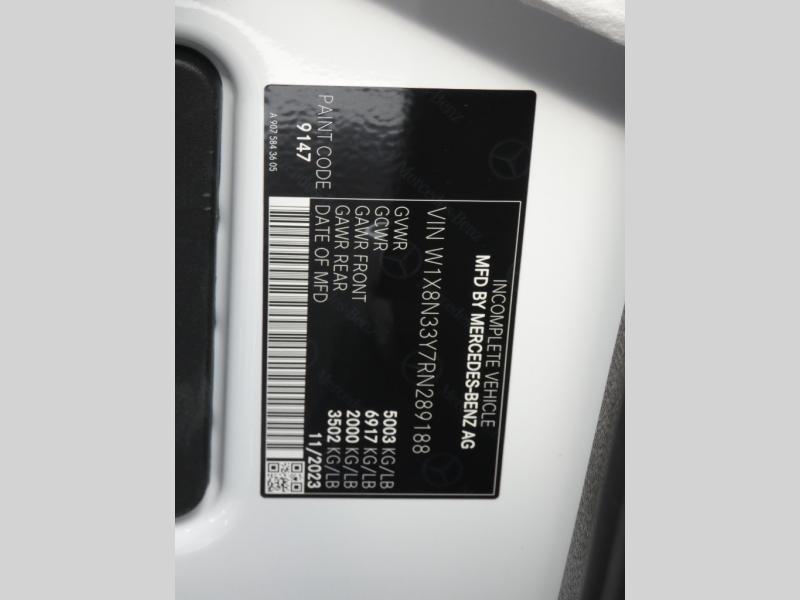 INCOMPLETE VEHICLE
MFD BY MERCEDES-BENZ AG
VIN W1X8N33Y7RN289188
GVWR 5003 KG/LB
GCWR 6917 KG/LB
GAWR FRONT 2000 KG/LB
GAWR REAR 3502 KG/LB
DATE OF MFD 11/2023
PAINT CODE
9147
A 907 584 36 05
Mercedes-Benz